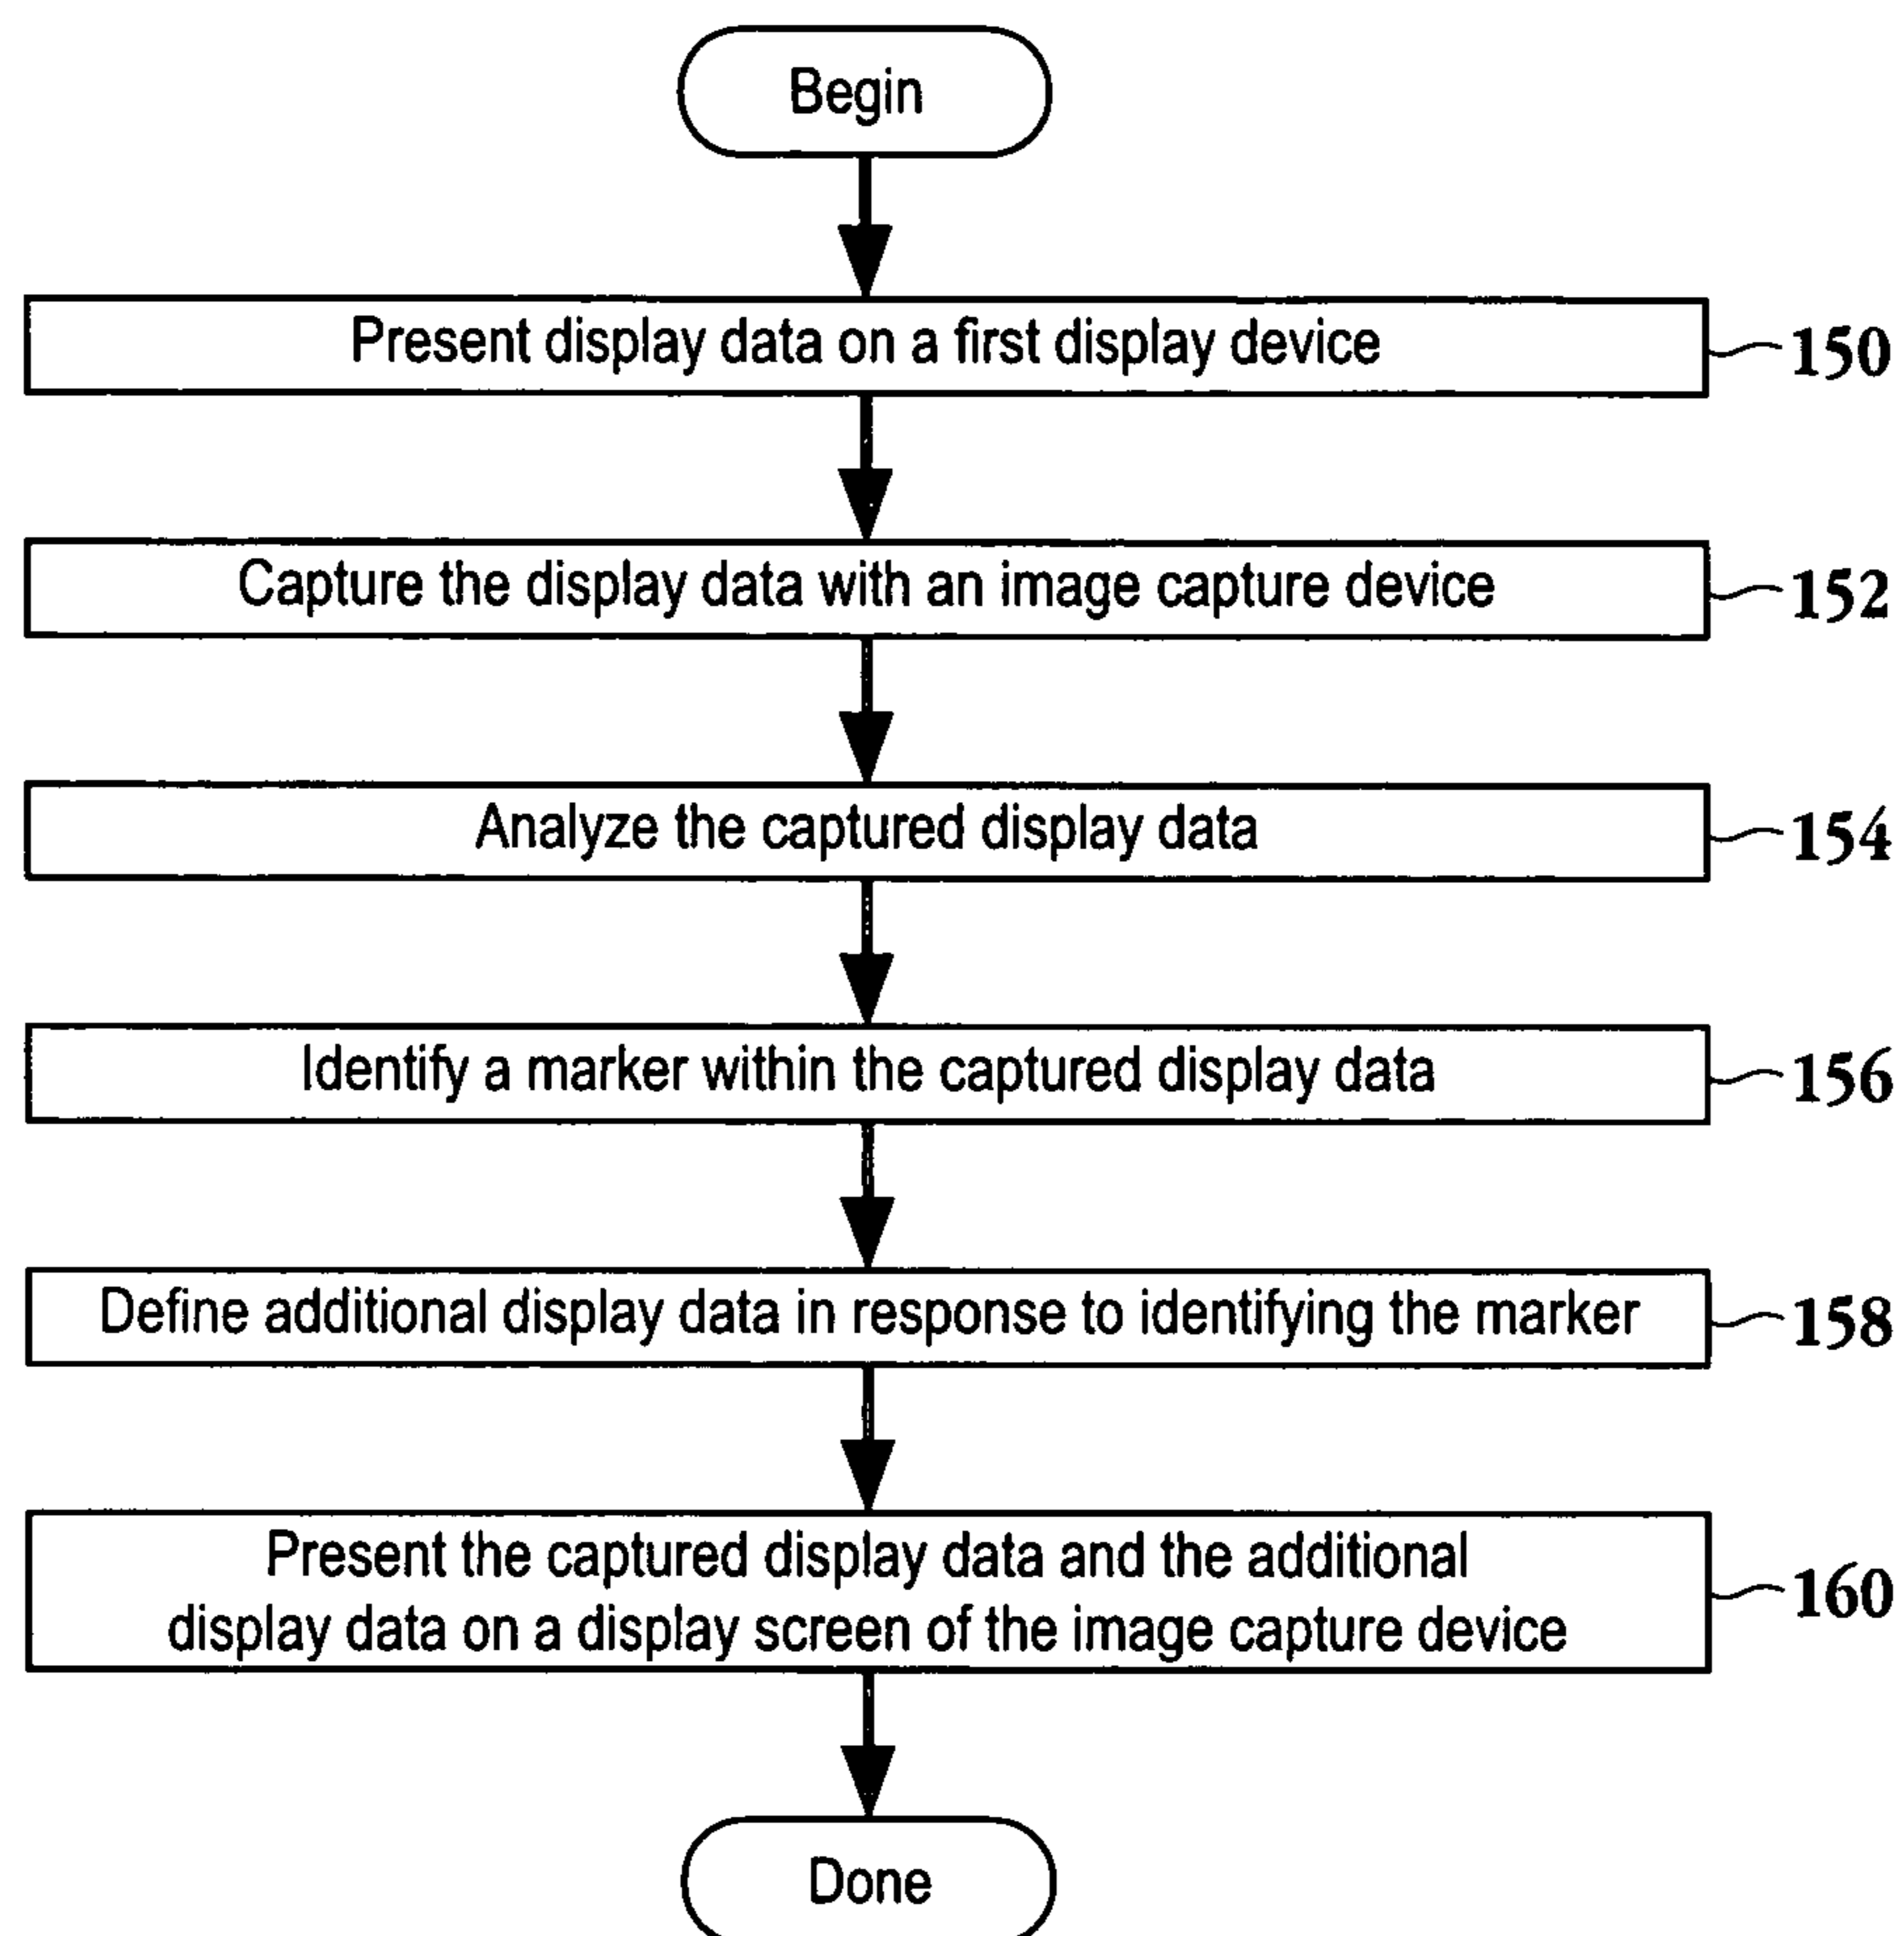 Begin
Present display data on a first display device
150
Capture the display data with an image capture device
152
Analyze the captured display data
154
Identify a marker within the captured display data
156
Define additional display data in response to identifying the marker
158
Present the captured display data and the additional
display data on a display screen of the image capture device
160
Done